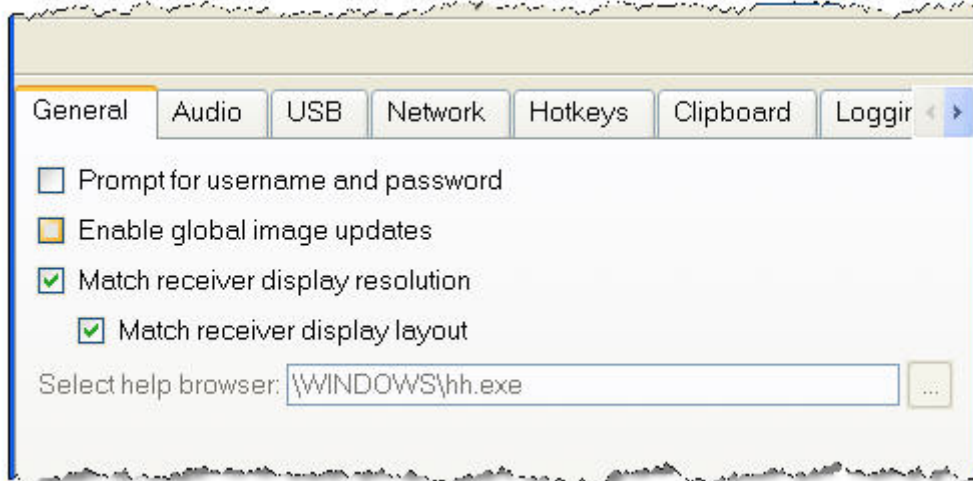 General Audio USB Network Hotkeys Clipboard Loggin
Prompt for username and password
Enable global image updates
Match receiver display resolution
Match receiver display layout
Select help browser: \WINDOWS\hh.exe ...